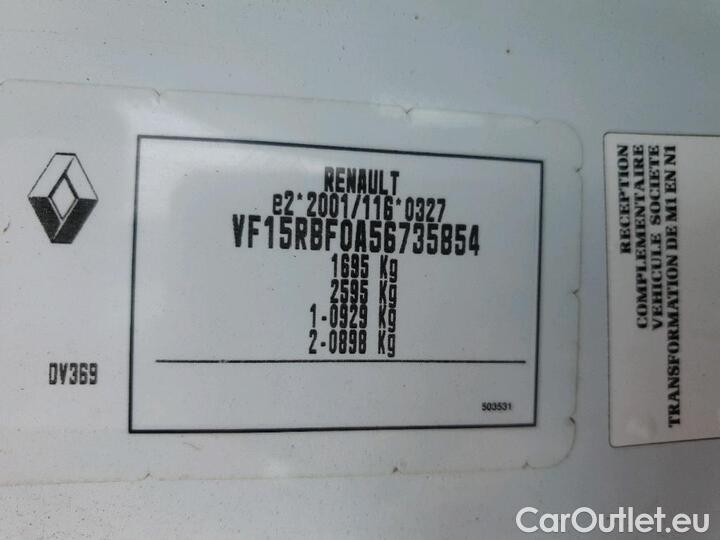 RENAULT
e2*2001/116*0327
VF15RBF0A56735854
1695 Kg
2595 Kg
1-0929 Kg
2-0898 Kg
DV369
503531
RECEPTION
COMPLEMENTAIRE
VEHICULE SOCIETE
TRANSFORMATION DE M1 EN N1
CarOutlet.eu